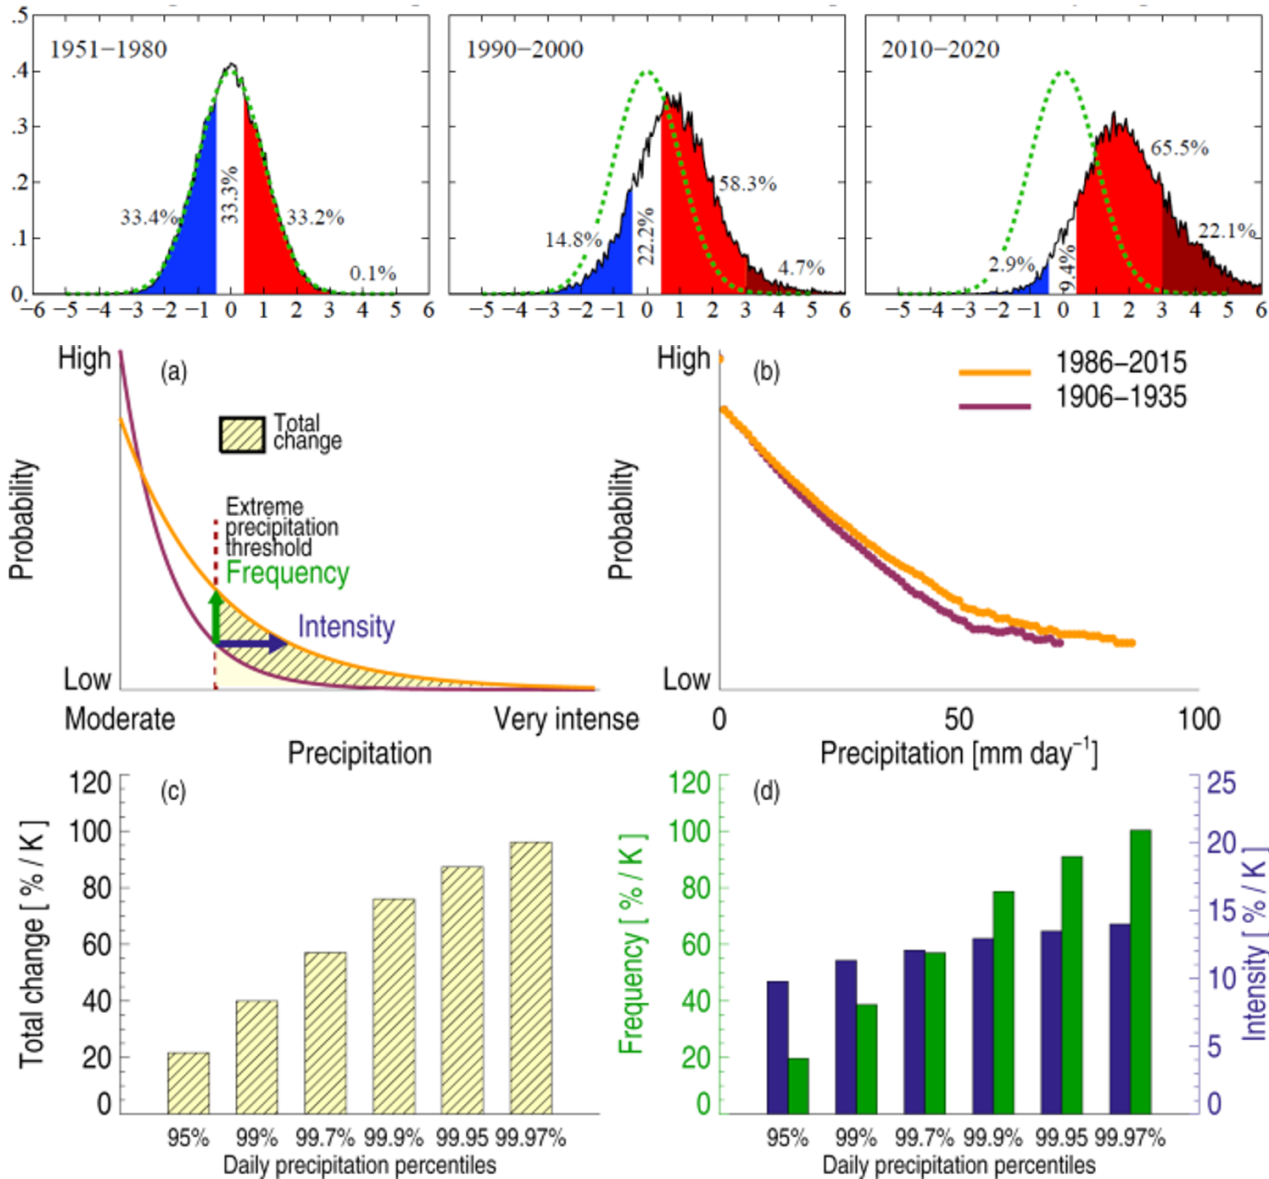 .5
1951−1980
1990−2000
2010−2020
.4
.3
65.5%
.2
58.3%
33.4%
33.3%
33.2%
14.8%
22.2%
22.1%
.1
0.1%
4.7%
2.9%
9.4%
0.
−6 −5 −4 −3 −2 −1 0 1 2 3 4 5 6
−5 −4 −3 −2 −1 0 1 2 3 4 5 6
−5 −4 −3 −2 −1 0 1 2 3 4 5 6
High
(a)
Total
change
Extreme
precipitation
threshold
Frequency
Intensity
Probability
Low
Moderate
Very intense
Precipitation
High
(b)
1986−2015
1906−1935
Probability
Low
0 50 100
Precipitation [mm day−1]
(c)
120
100
80
60
40
20
0
Total change [ % / K ]
95% 99% 99.7% 99.9% 99.95 99.97%
Daily precipitation percentiles
(d)
120
100
80
60
40
20
0
Frequency [ % / K ]
25
20
15
10
5
0
Intensity [ % / K ]
95% 99% 99.7% 99.9% 99.95 99.97%
Daily precipitation percentiles